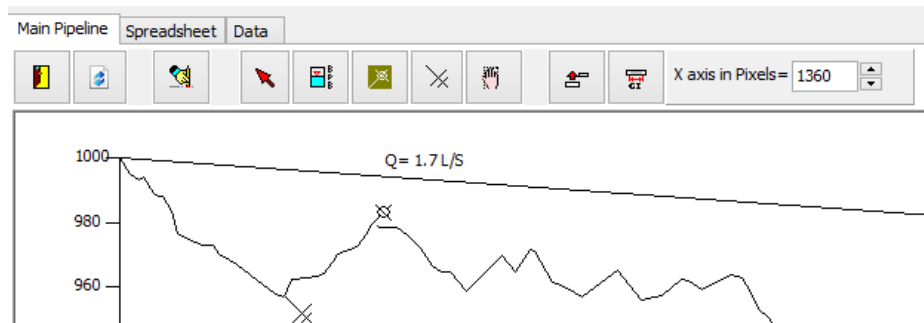 Main Pipeline Spreadsheet Data
X axis in Pixels= 1360
1000
Q= 1.7 L/S
980
960